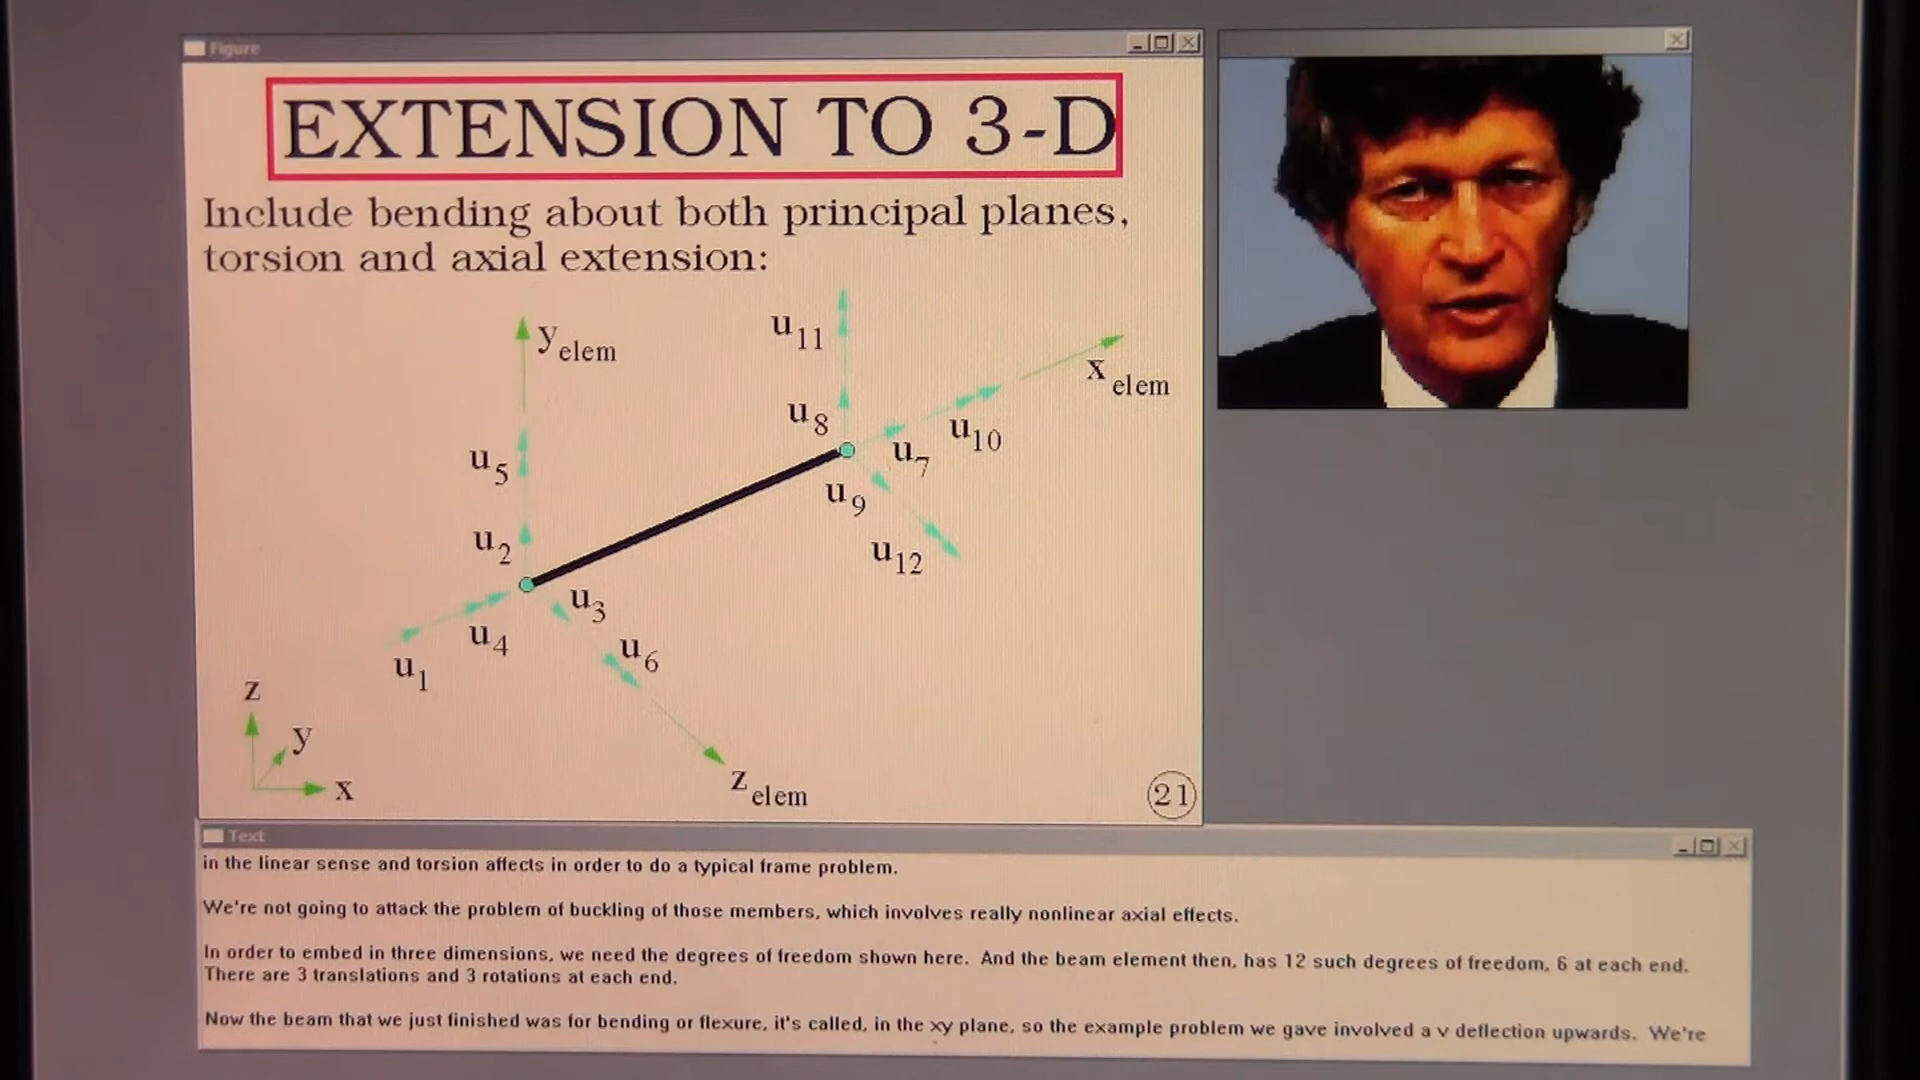 Figure
EXTENSION TO 3-D
Include bending about both principal planes,
torsion and axial extension:
y elem
u11
x elem
u8
u10
u5
u7
u9
u2
u12
u3
u4
u6
u1
z
y
x
z elem
21
Text
in the linear sense and torsion affects in order to do a typical frame problem.
We're not going to attack the problem of buckling of those members, which involves really nonlinear axial effects.
In order to embed in three dimensions, we need the degrees of freedom shown here. And the beam element then, has 12 such degrees of freedom, 6 at each end.
There are 3 translations and 3 rotations at each end.
Now the beam that we just finished was for bending or flexure, it's called, in the xy plane, so the example problem we gave involved a v deflection upwards. We're